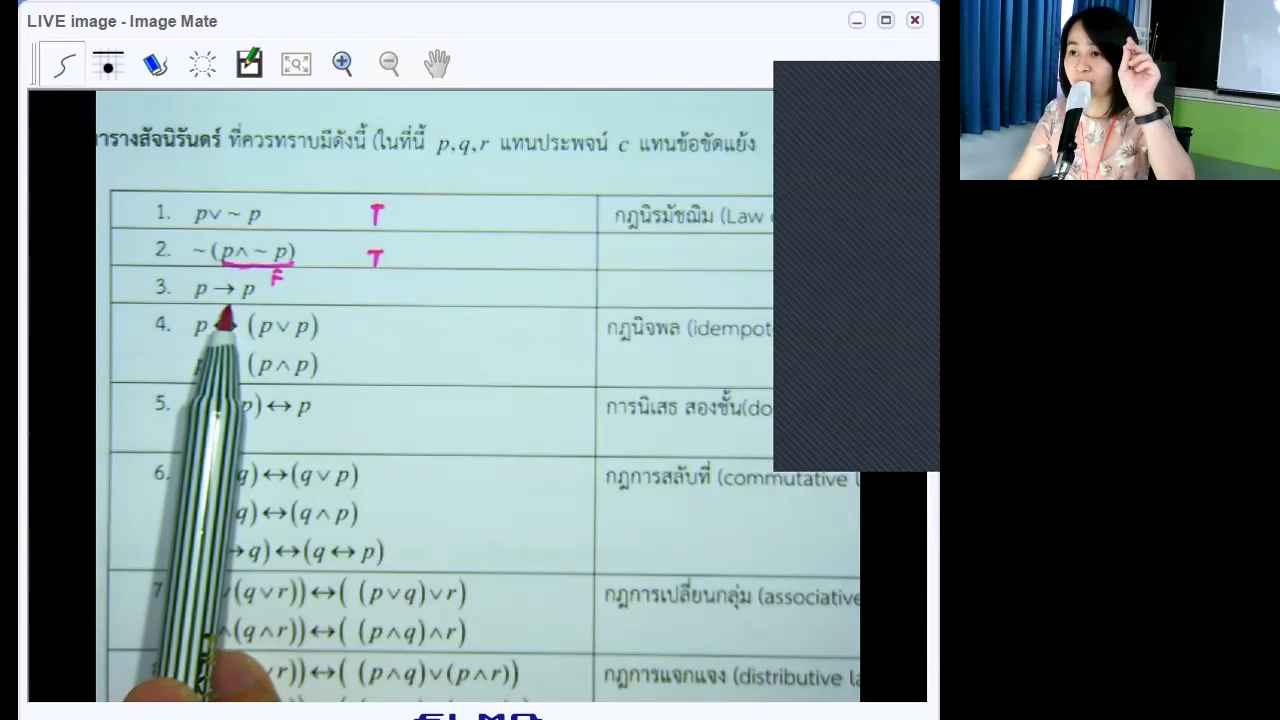 LIVE image - Image Mate
ารางสัจนิรันดร์ ที่ควรทราบมีดังนี้ (ในที่นี้ p,q,r แทนประพจน์ c แทนข้อขัดแย้ง
1. p∨ ~ p T กฎนิรมัชฌิม (Law
2. ~(p∧ ~ p) T
F
3. p → p
4. p (p∨p) กฎนิจพล (idempot
(p∧p)
5. p)↔p การนิเสธ สองชั้น(do
6. q)↔(q∨p) กฎการสลับที่ (commutative l
q)↔(q∧p)
→q)↔(q↔p)
7 (q∨r))↔( (p∨q)∨r) กฎการเปลี่ยนกลุ่ม (associative
∧(q∧r))↔( (p∧q)∧r)
r))↔( (p∧q)∨(p∧r)) กฎการแจกแจง (distributive la